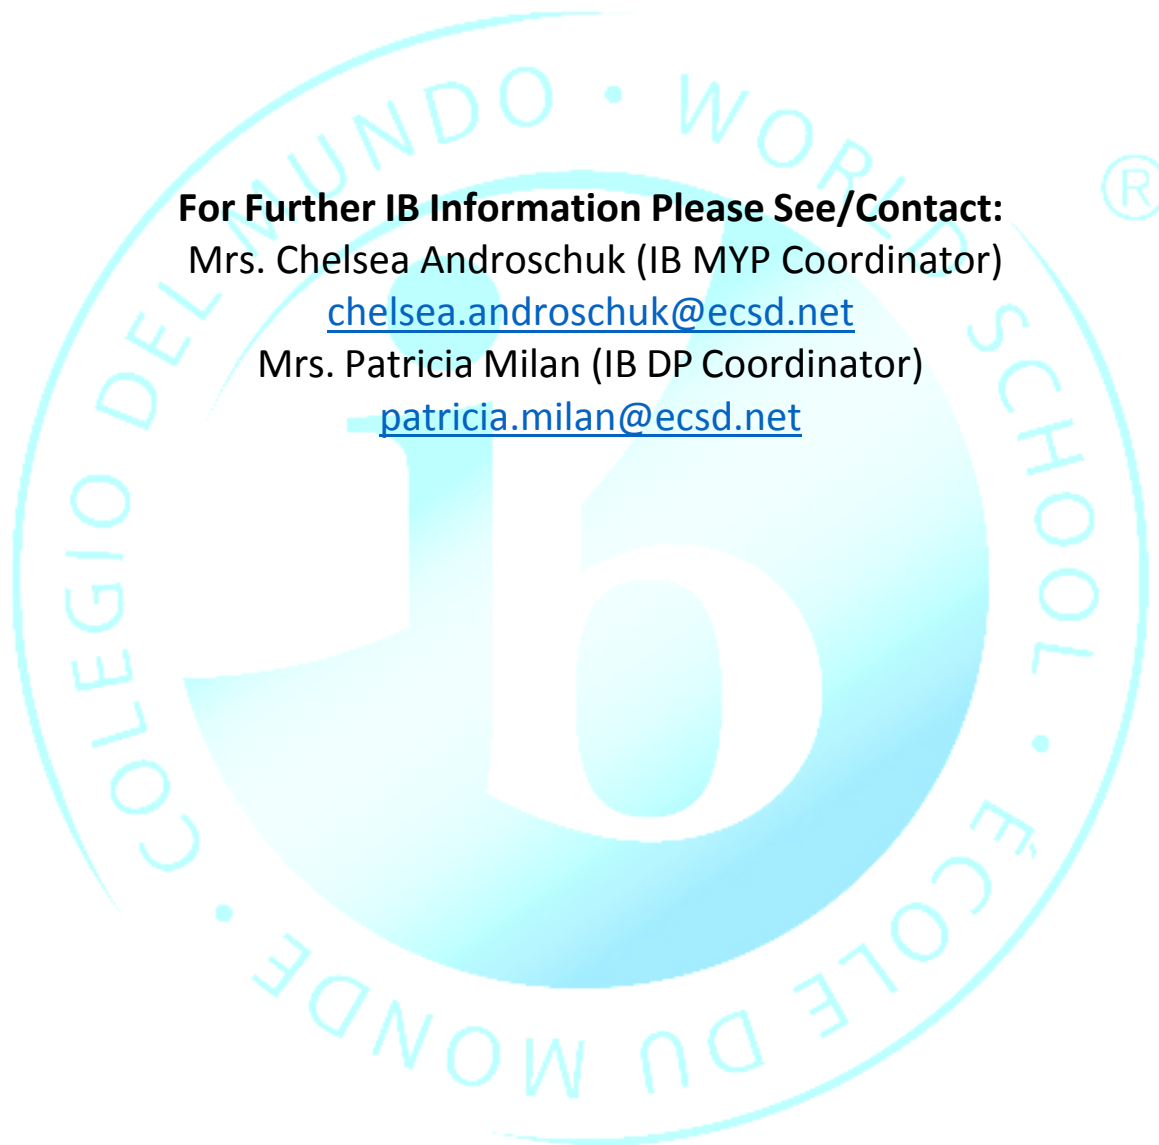 For Further IB Information Please See/Contact:
Mrs. Chelsea Androschuk (IB MYP Coordinator)
chelsea.androschuk@ecsd.net
Mrs. Patricia Milan (IB DP Coordinator)
patricia.milan@ecsd.net
COLEGIO DEL MUNDO • WORLD SCHOOL • ÉCOLE DU MONDE •
®
ib